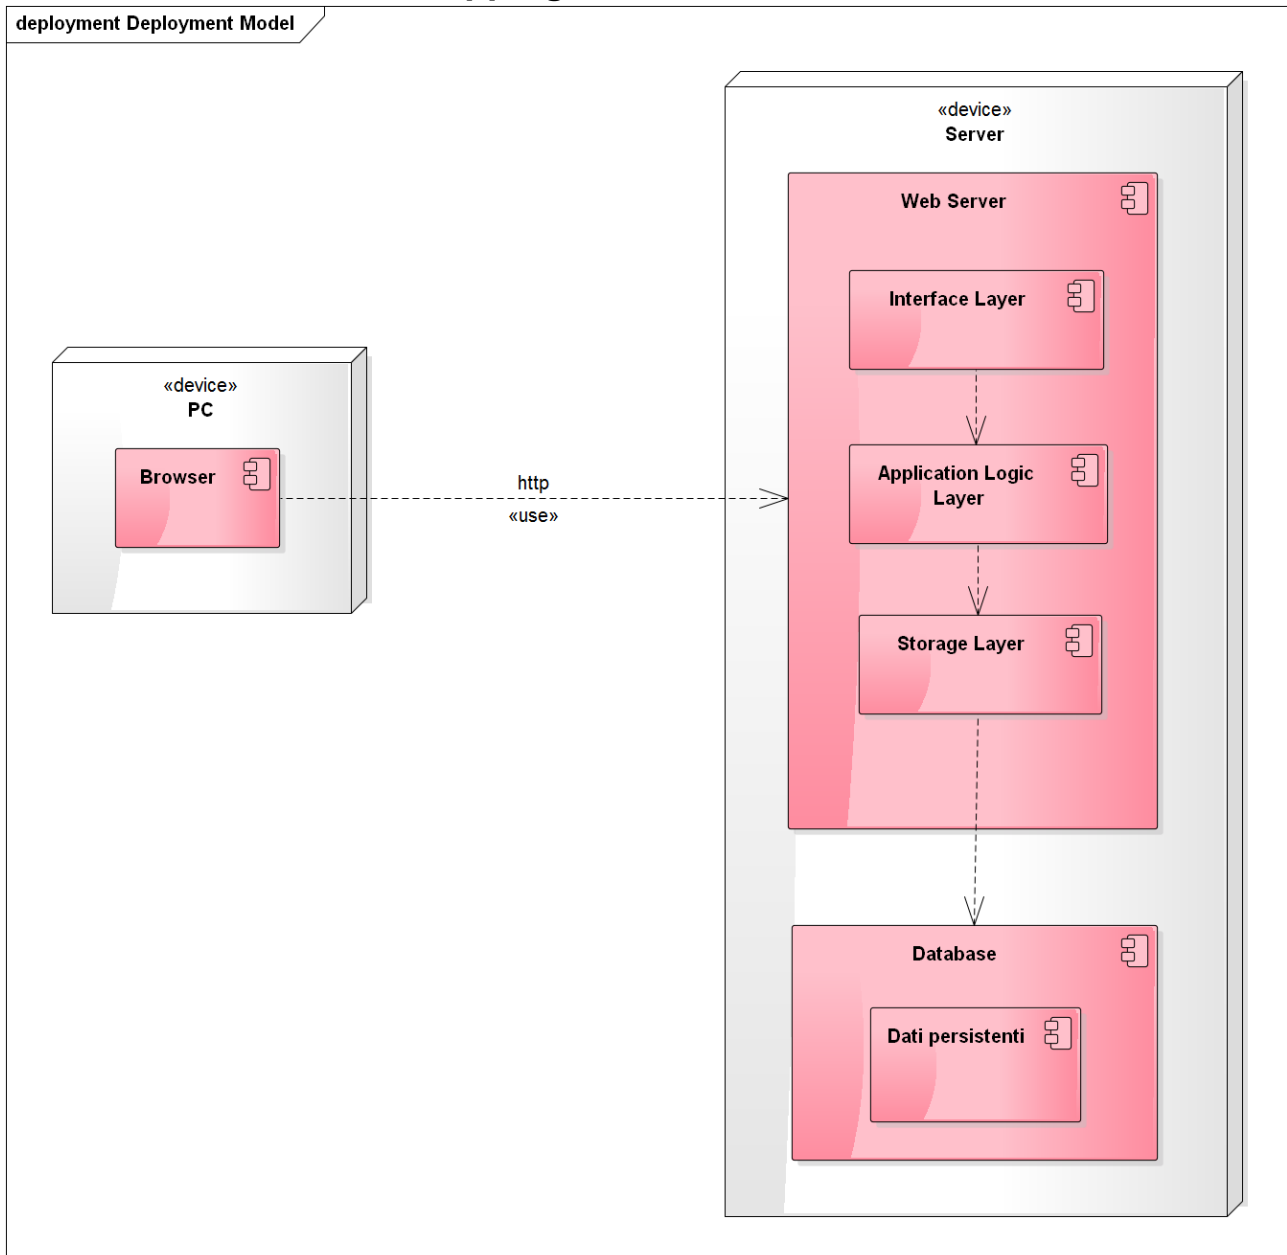 deployment Deployment Model
«device»
Server
Web Server
Interface Layer
Application Logic
Layer
Storage Layer
Database
Dati persistenti
«device»
PC
Browser
http
«use»